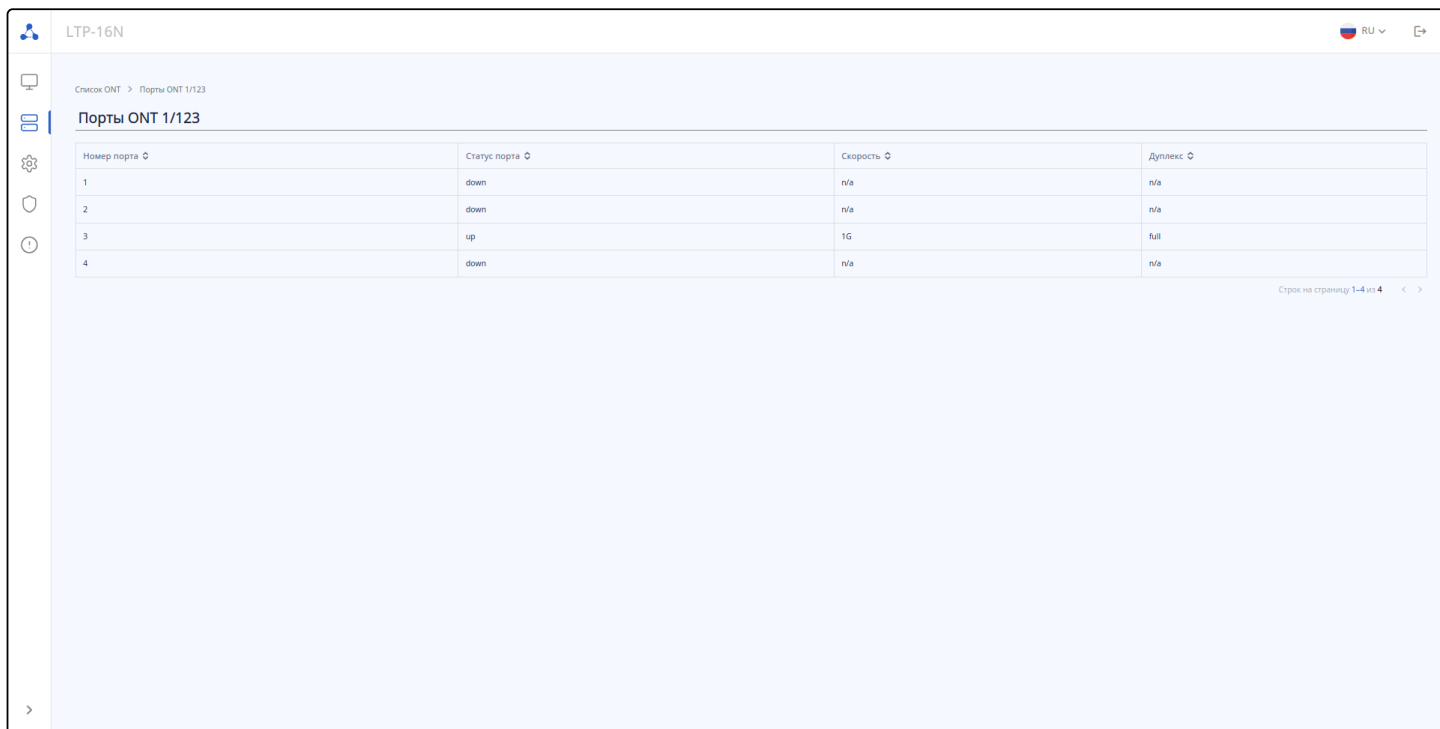 LTP-16N
RU
Список ONT > Порты ONT 1/123
Порты ONT 1/123
Номер порта Статус порта Скорость Дуплекс
1 down n/a n/a
2 down n/a n/a
3 up 1G full
4 down n/a n/a
Строк на страницу 1–4 из 4